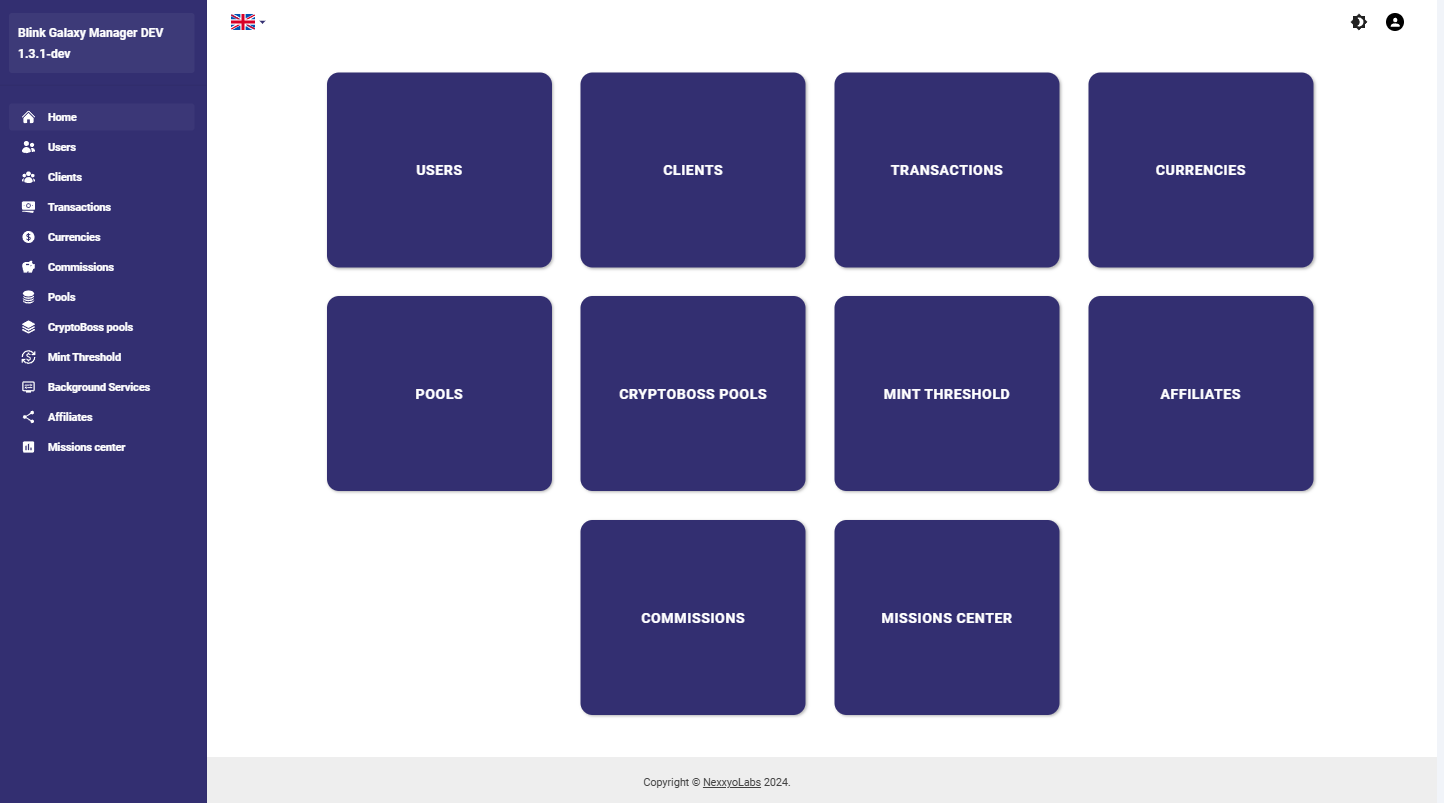 Blink Galaxy Manager DEV
1.3.1-dev
Home
Users
Clients
Transactions
Currencies
Commissions
Pools
CryptoBoss pools
Mint Threshold
Background Services
Affiliates
Missions center
USERS
CLIENTS
TRANSACTIONS
CURRENCIES
POOLS
CRYPTOBOSS POOLS
MINT THRESHOLD
AFFILIATES
COMMISSIONS
MISSIONS CENTER
Copyright © NexxyoLabs 2024.